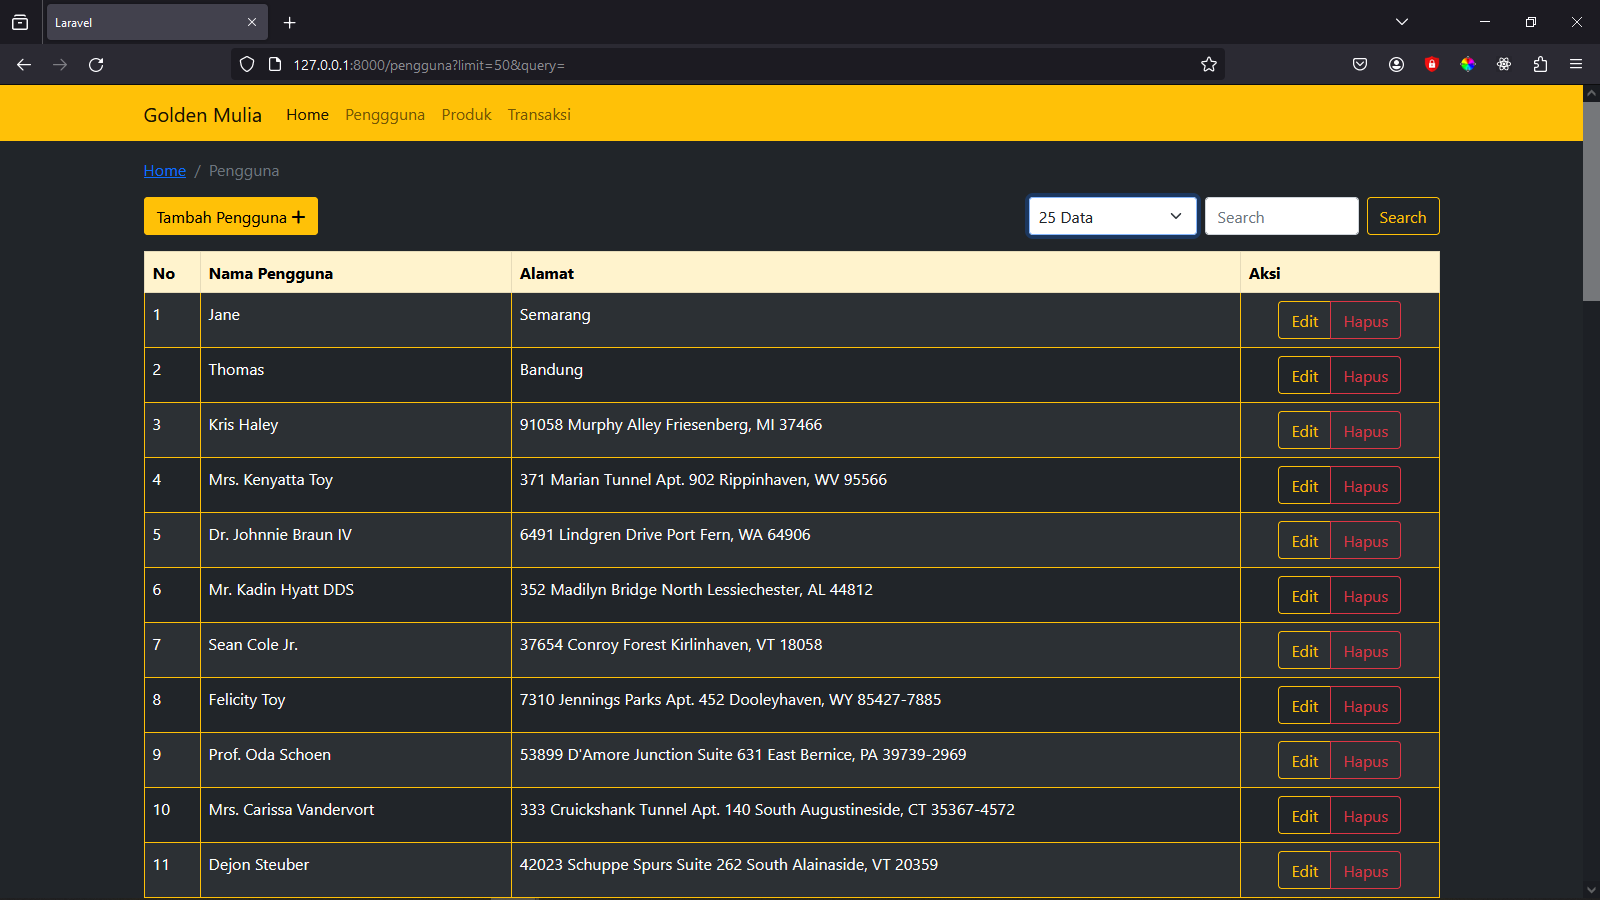 Laravel
127.0.0.1:8000/pengguna?limit=50&query=
Golden Mulia Home Penggguna Produk Transaksi
Home / Pengguna
Tambah Pengguna + 25 Data Search Search
No Nama Pengguna Alamat Aksi
1 Jane Semarang Edit Hapus
2 Thomas Bandung Edit Hapus
3 Kris Haley 91058 Murphy Alley Friesenberg, MI 37466 Edit Hapus
4 Mrs. Kenyatta Toy 371 Marian Tunnel Apt. 902 Rippinhaven, WV 95566 Edit Hapus
5 Dr. Johnnie Braun IV 6491 Lindgren Drive Port Fern, WA 64906 Edit Hapus
6 Mr. Kadin Hyatt DDS 352 Madilyn Bridge North Lessiechester, AL 44812 Edit Hapus
7 Sean Cole Jr. 37654 Conroy Forest Kirlinhaven, VT 18058 Edit Hapus
8 Felicity Toy 7310 Jennings Parks Apt. 452 Dooleyhaven, WY 85427-7885 Edit Hapus
9 Prof. Oda Schoen 53899 D'Amore Junction Suite 631 East Bernice, PA 39739-2969 Edit Hapus
10 Mrs. Carissa Vandervort 333 Cruickshank Tunnel Apt. 140 South Augustineside, CT 35367-4572 Edit Hapus
11 Dejon Steuber 42023 Schuppe Spurs Suite 262 South Alainaside, VT 20359 Edit Hapus